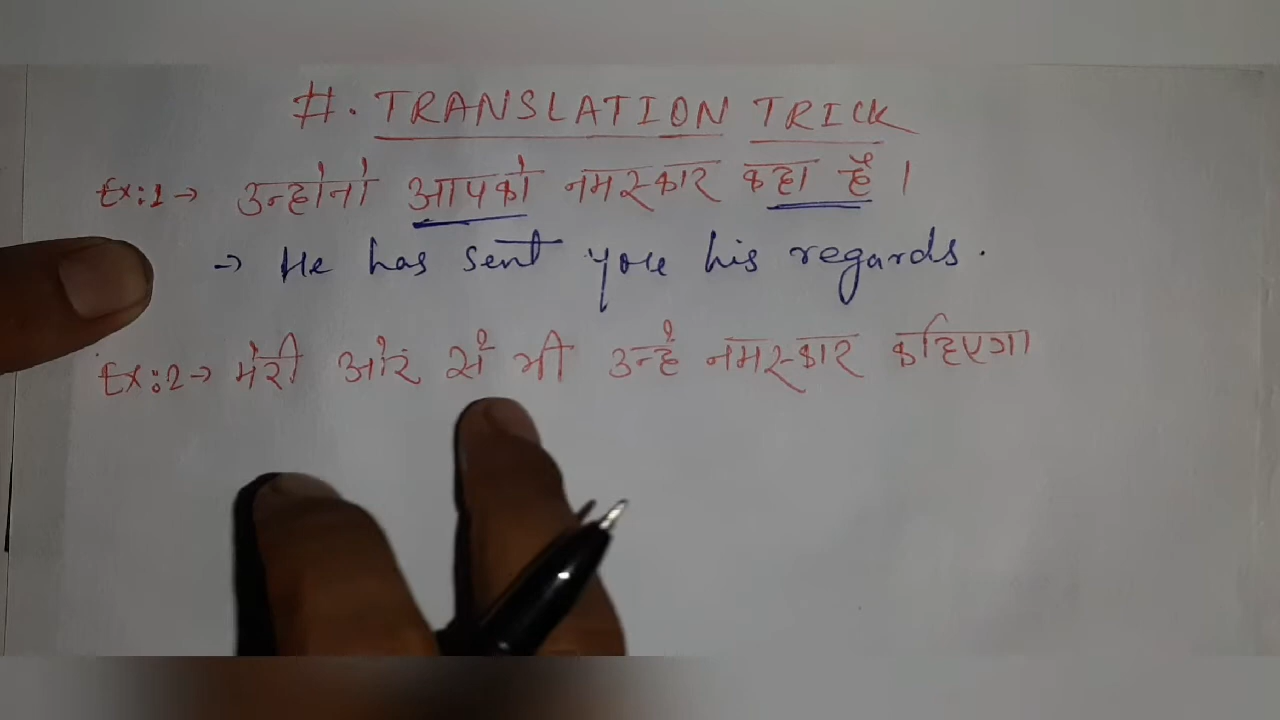 #. TRANSLATION TRICK
Ex:1→ उन्होंनो आपको नमस्कार कहा है।
→ He has sent you his regards.
Ex:2→ मेरी ओर से भी उन्हें नमस्कार कहिएगा